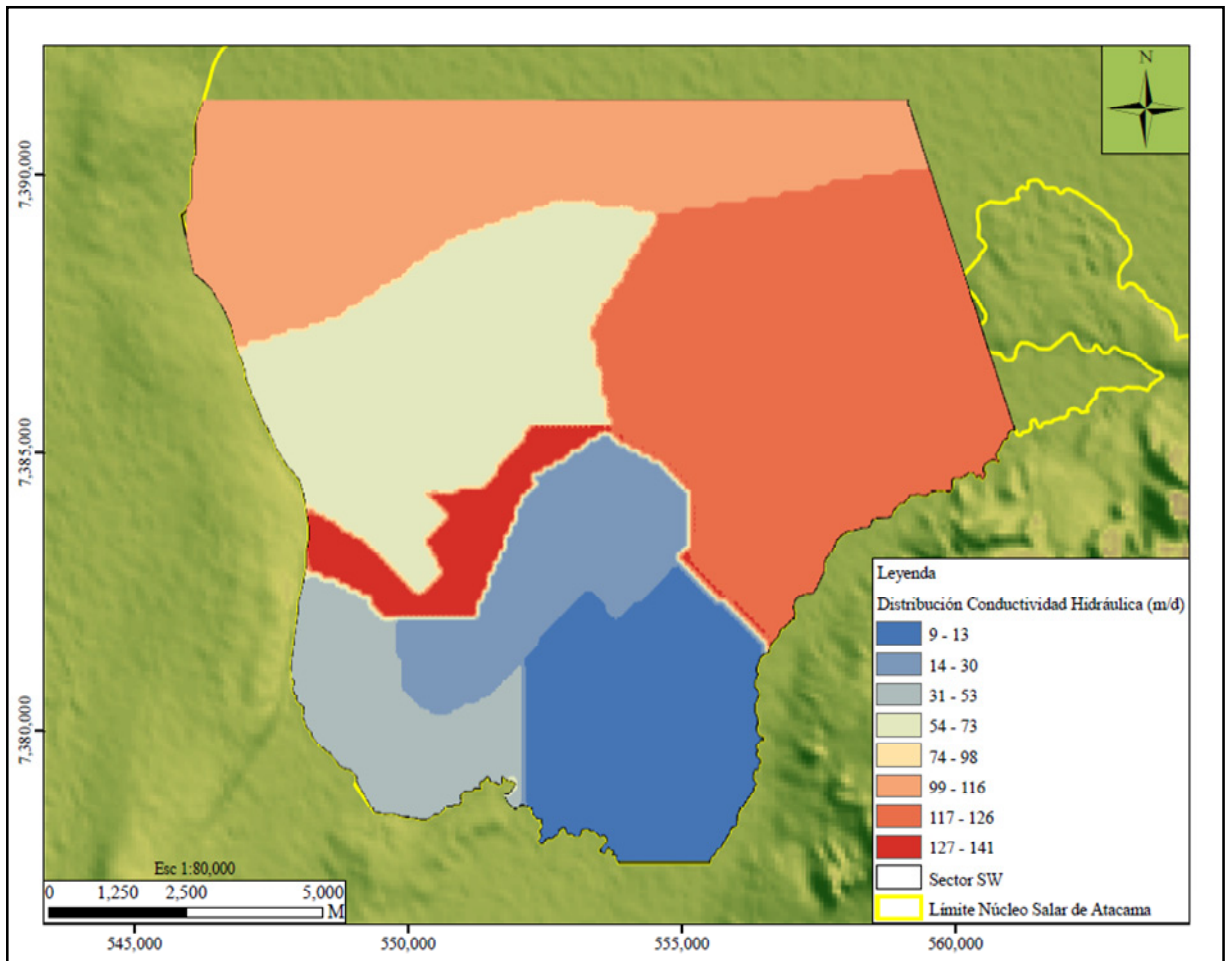 N
7,390,000
7,385,000
7,380,000
Leyenda
Distribución Conductividad Hidráulica (m/d)
9 - 13
14 - 30
31 - 53
54 - 73
74 - 98
99 - 116
117 - 126
127 - 141
Sector SW
Límite Núcleo Salar de Atacama
Esc 1:80,000
0 1,250 2,500 5,000
M
545,000 550,000 555,000 560,000